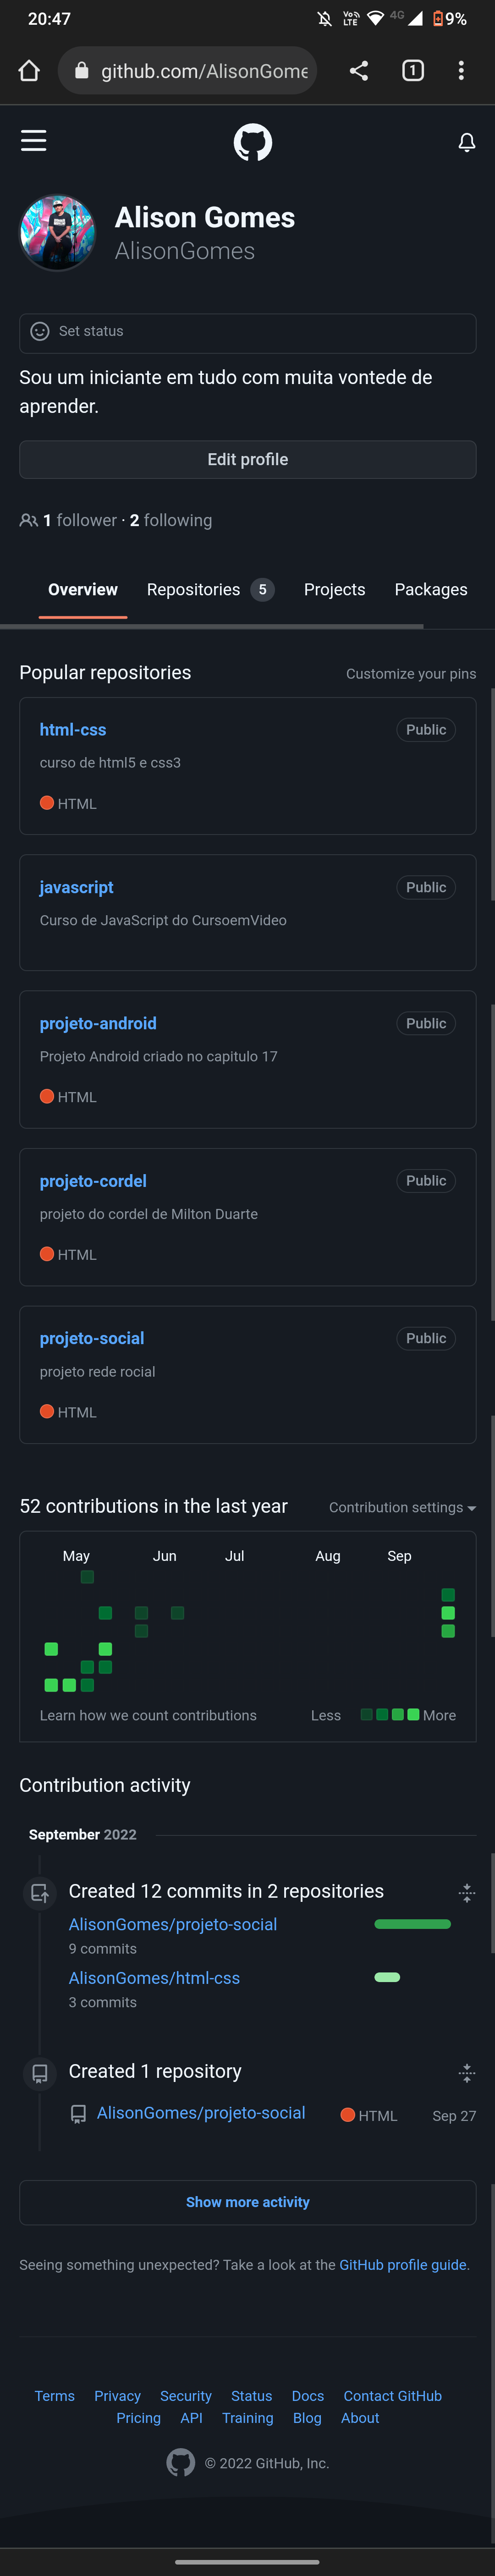 20:47
Vo LTE
4G
9%
github.com/AlisonGome
1
Alison Gomes
AlisonGomes
Set status
Sou um iniciante em tudo com muita vontede de
aprender.
Edit profile
1 follower · 2 following
Overview Repositories 5 Projects Packages
Popular repositories Customize your pins
html-css Public
curso de html5 e css3
HTML
javascript Public
Curso de JavaScript do CursoemVideo
projeto-android Public
Projeto Android criado no capitulo 17
HTML
projeto-cordel Public
projeto do cordel de Milton Duarte
HTML
projeto-social Public
projeto rede rocial
HTML
52 contributions in the last year Contribution settings
May Jun Jul Aug Sep
Learn how we count contributions Less More
Contribution activity
September 2022
Created 12 commits in 2 repositories
AlisonGomes/projeto-social
9 commits
AlisonGomes/html-css
3 commits
Created 1 repository
AlisonGomes/projeto-social HTML Sep 27
Show more activity
Seeing something unexpected? Take a look at the GitHub profile guide.
Terms Privacy Security Status Docs Contact GitHub
Pricing API Training Blog About
© 2022 GitHub, Inc.